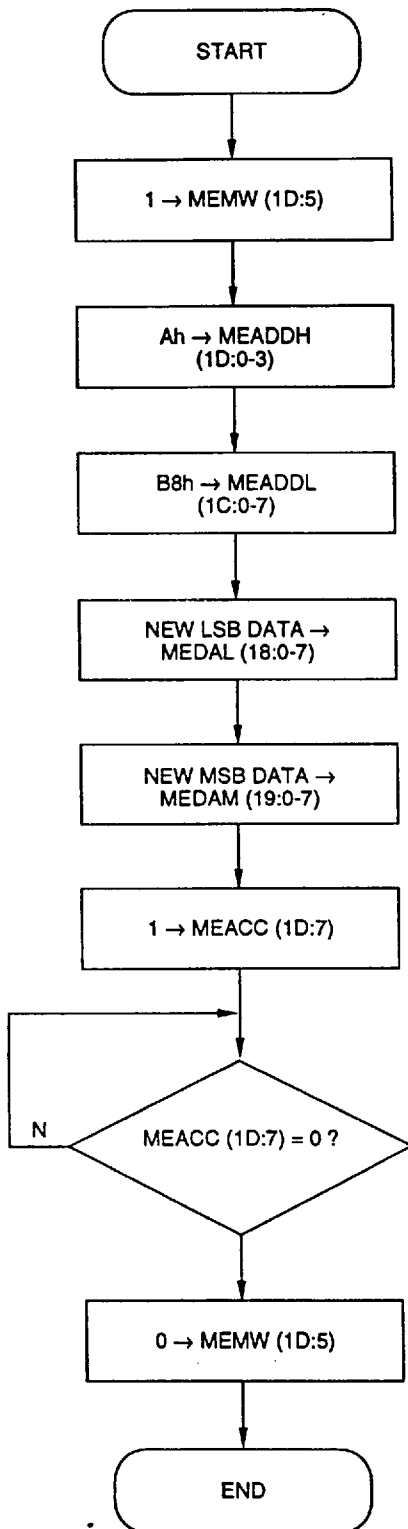 START
1 → MEMW (1D:5)
Ah → MEADDH
(1D:0-3)
B8h → MEADDL
(1C:0-7)
NEW LSB DATA →
MEDAL (18:0-7)
NEW MSB DATA →
MEDAM (19:0-7)
1 → MEACC (1D:7)
N
MEACC (1D:7) = 0 ?
0 → MEMW (1D:5)
END